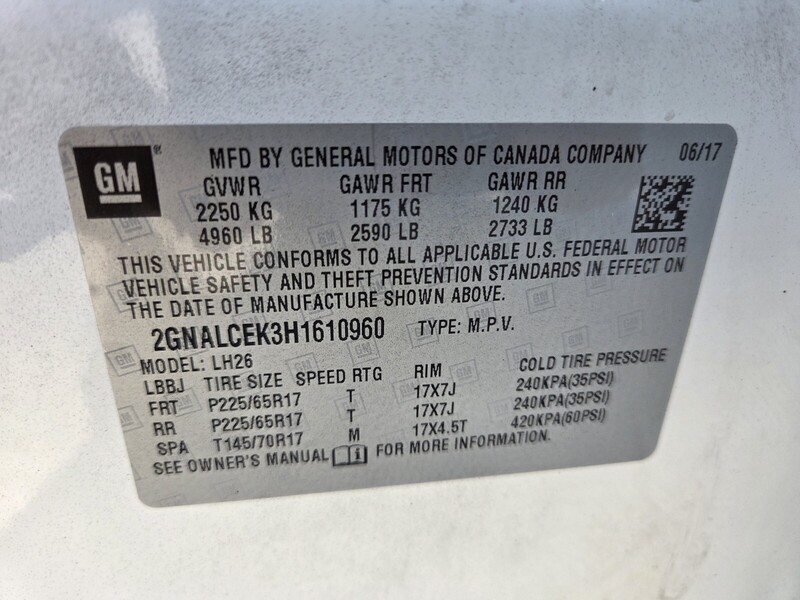 GM ® MFD BY GENERAL MOTORS OF CANADA COMPANY 06/17
GVWR GAWR FRT GAWR RR
2250 KG 1175 KG 1240 KG
4960 LB 2590 LB 2733 LB
THIS VEHICLE CONFORMS TO ALL APPLICABLE U.S. FEDERAL MOTOR
VEHICLE SAFETY AND THEFT PREVENTION STANDARDS IN EFFECT ON
THE DATE OF MANUFACTURE SHOWN ABOVE.
2GNALCEK3H1610960 TYPE: M.P.V.
MODEL: LH26
LBBJ TIRE SIZE SPEED RTG RIM COLD TIRE PRESSURE
FRT P225/65R17 T 17X7J 240KPA(35PSI)
RR P225/65R17 T 17X7J 240KPA(35PSI)
SPA T145/70R17 M 17X4.5T 420KPA(60PSI)
SEE OWNER'S MANUAL FOR MORE INFORMATION.